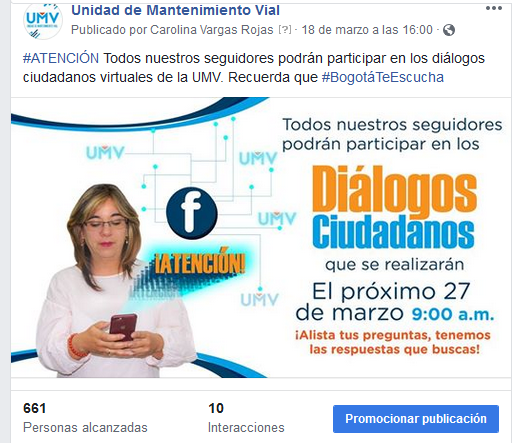 UMV
Unidad de Mantenimiento Vial
Publicado por Carolina Vargas Rojas [?] · 18 de marzo a las 16:00 ·
#ATENCIÓN Todos nuestros seguidores podrán participar en los diálogos
ciudadanos virtuales de la UMV. Recuerda que #BogotáTeEscucha
UMV
UMV
UMV
UMV
f
¡ATENCIÓN!
Todos nuestros seguidores
podrán participar en los
Diálogos
Ciudadanos
que se realizarán
El próximo 27
de marzo 9:00 a.m.
¡Alista tus preguntas, tenemos
las respuestas que buscas!
661
Personas alcanzadas
10
Interacciones
Promocionar publicación